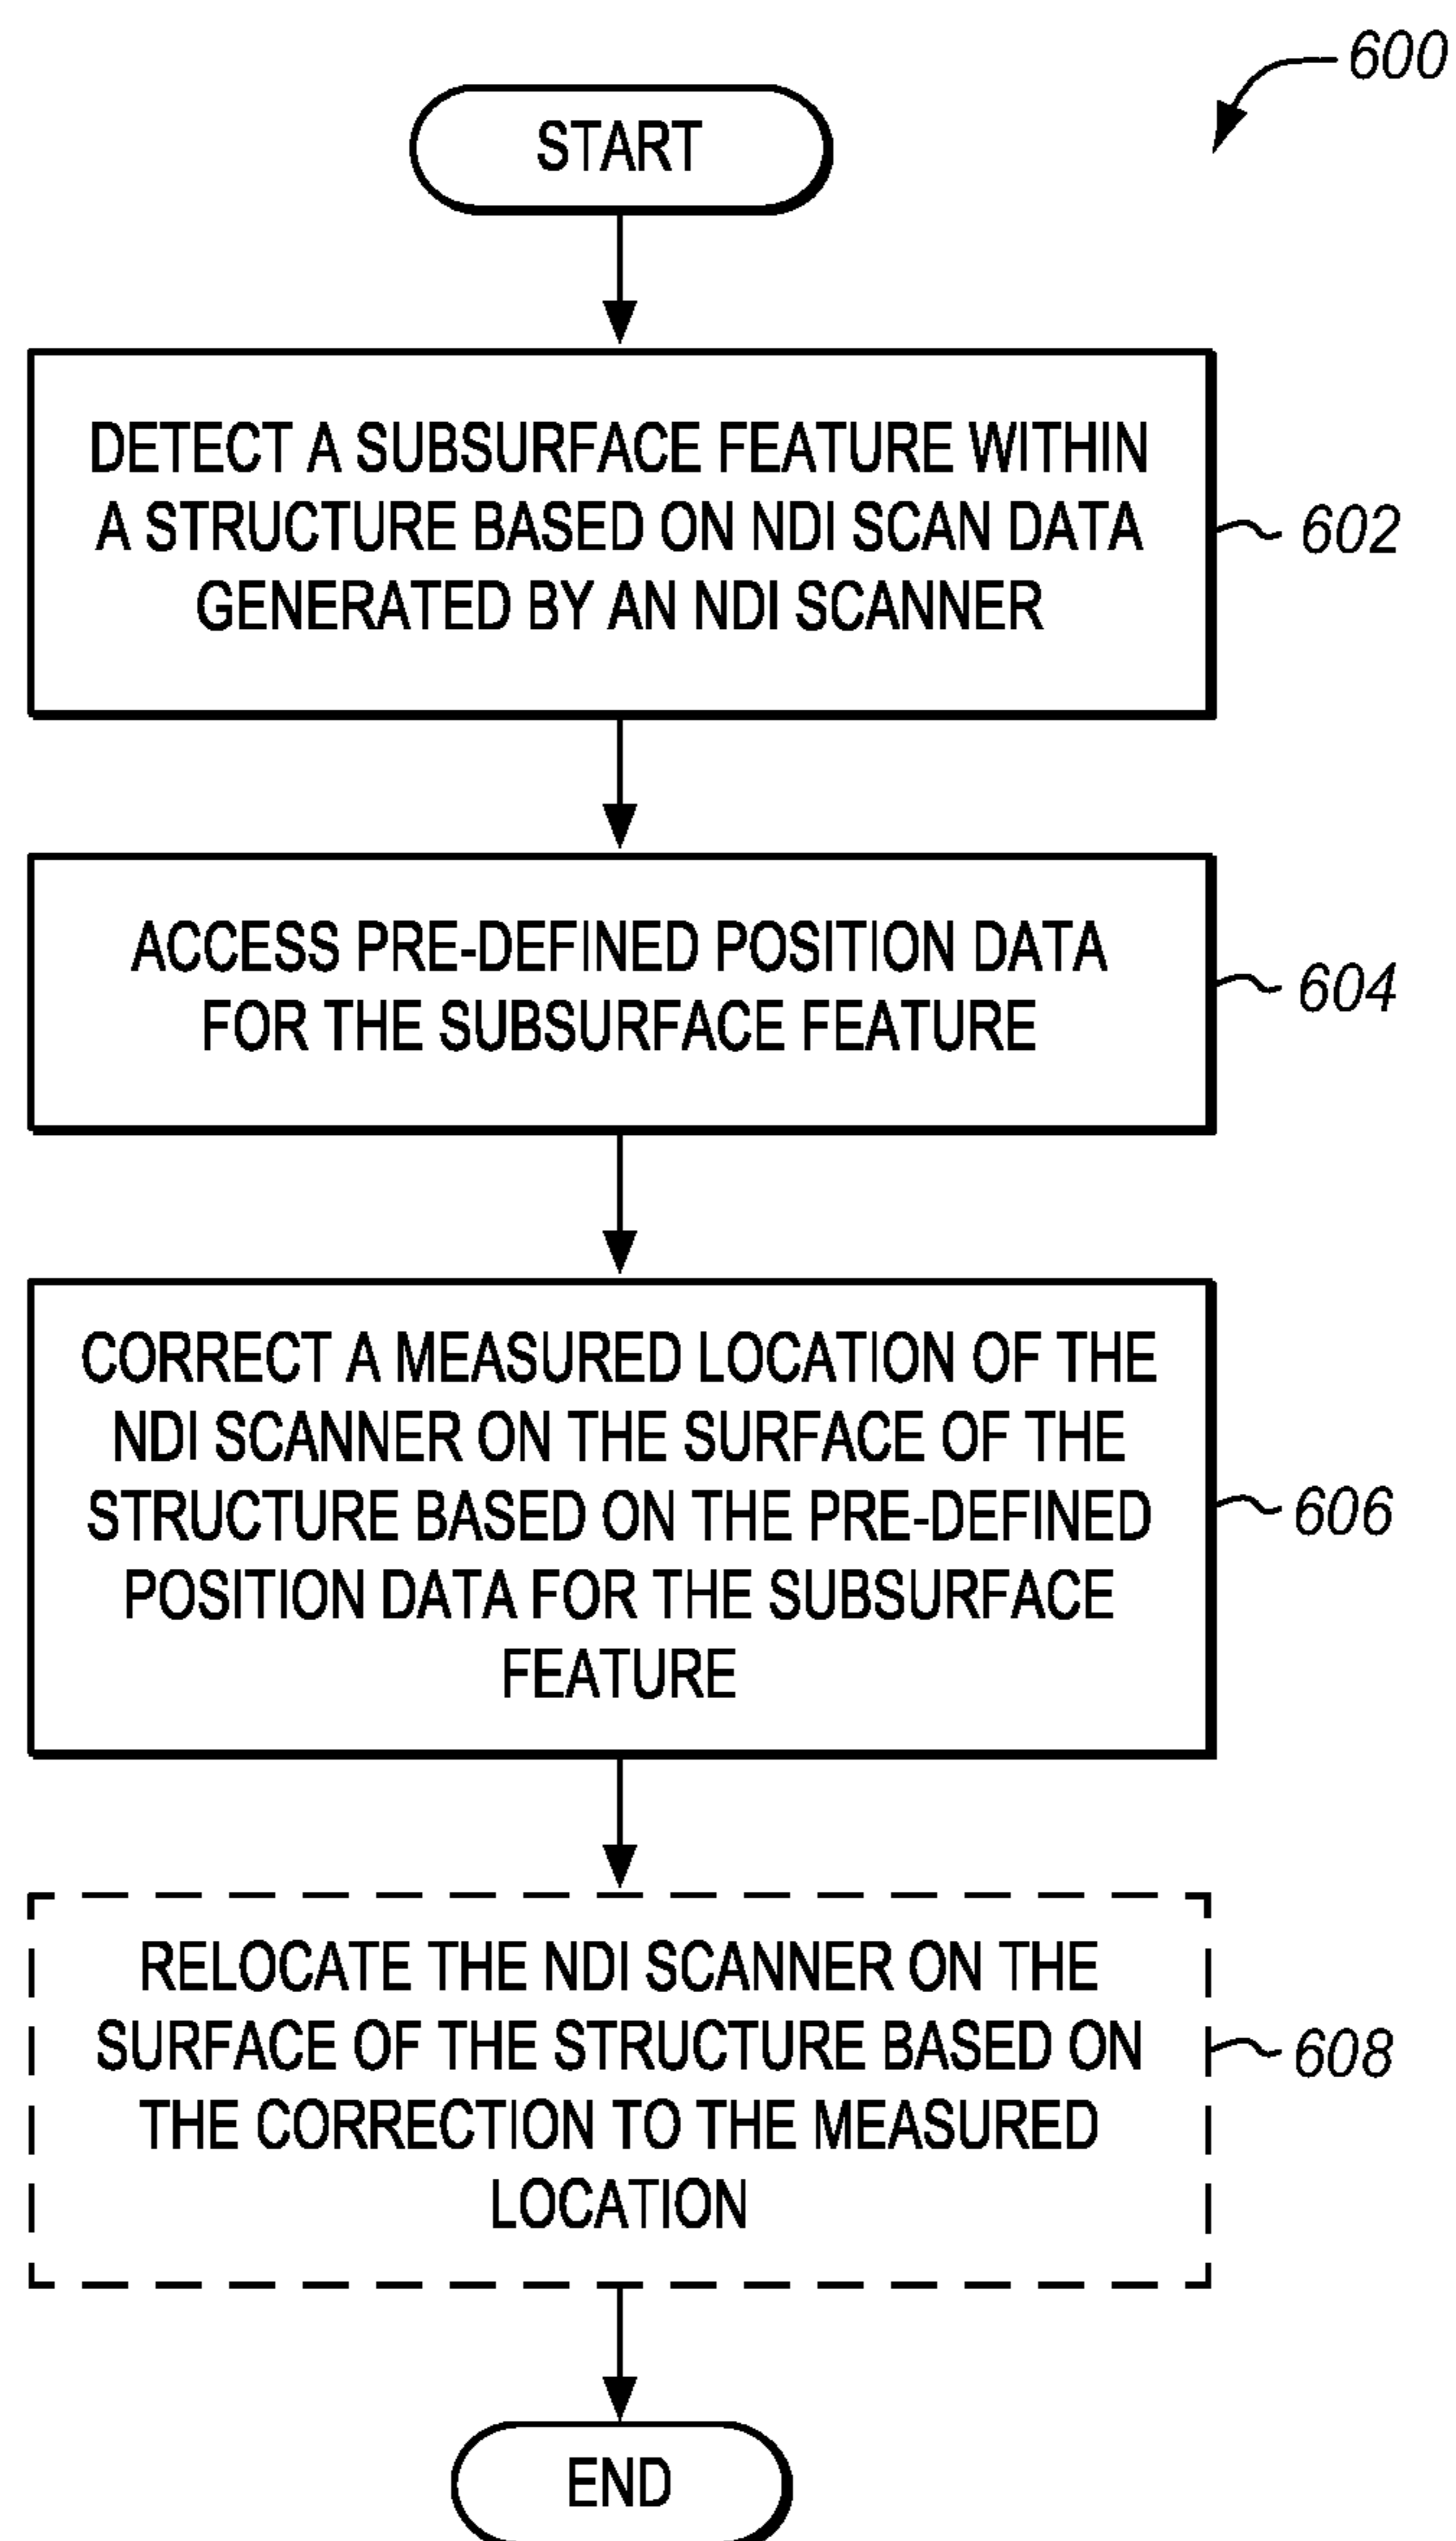 600
START
DETECT A SUBSURFACE FEATURE WITHIN
A STRUCTURE BASED ON NDI SCAN DATA
GENERATED BY AN NDI SCANNER
602
ACCESS PRE-DEFINED POSITION DATA
FOR THE SUBSURFACE FEATURE
604
CORRECT A MEASURED LOCATION OF THE
NDI SCANNER ON THE SURFACE OF THE
STRUCTURE BASED ON THE PRE-DEFINED
POSITION DATA FOR THE SUBSURFACE
FEATURE
606
RELOCATE THE NDI SCANNER ON THE
SURFACE OF THE STRUCTURE BASED ON
THE CORRECTION TO THE MEASURED
LOCATION
608
END